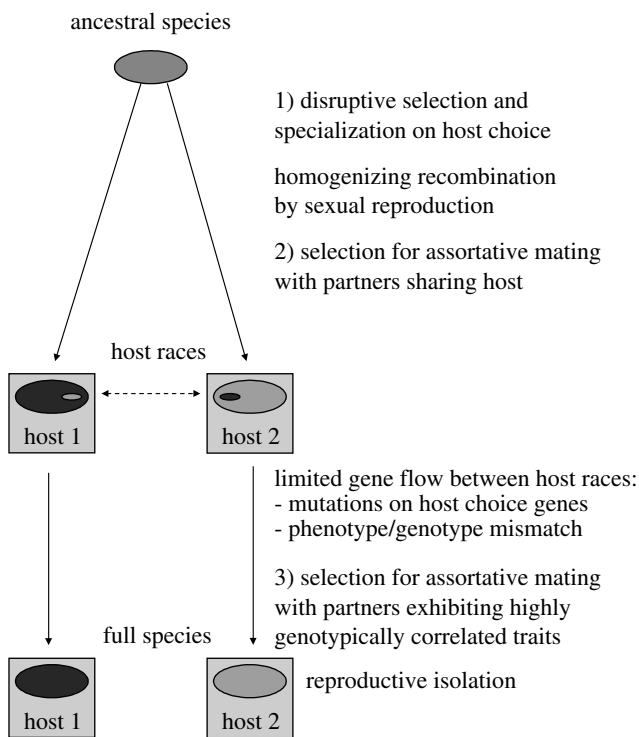 ancestral species
1) disruptive selection and
specialization on host choice
homogenizing recombination
by sexual reproduction
2) selection for assortative mating
with partners sharing host
host races
host 1
host 2
limited gene flow between host races:
- mutations on host choice genes
- phenotype/genotype mismatch
3) selection for assortative mating
with partners exhibiting highly
genotypically correlated traits
full species
reproductive isolation
host 1
host 2